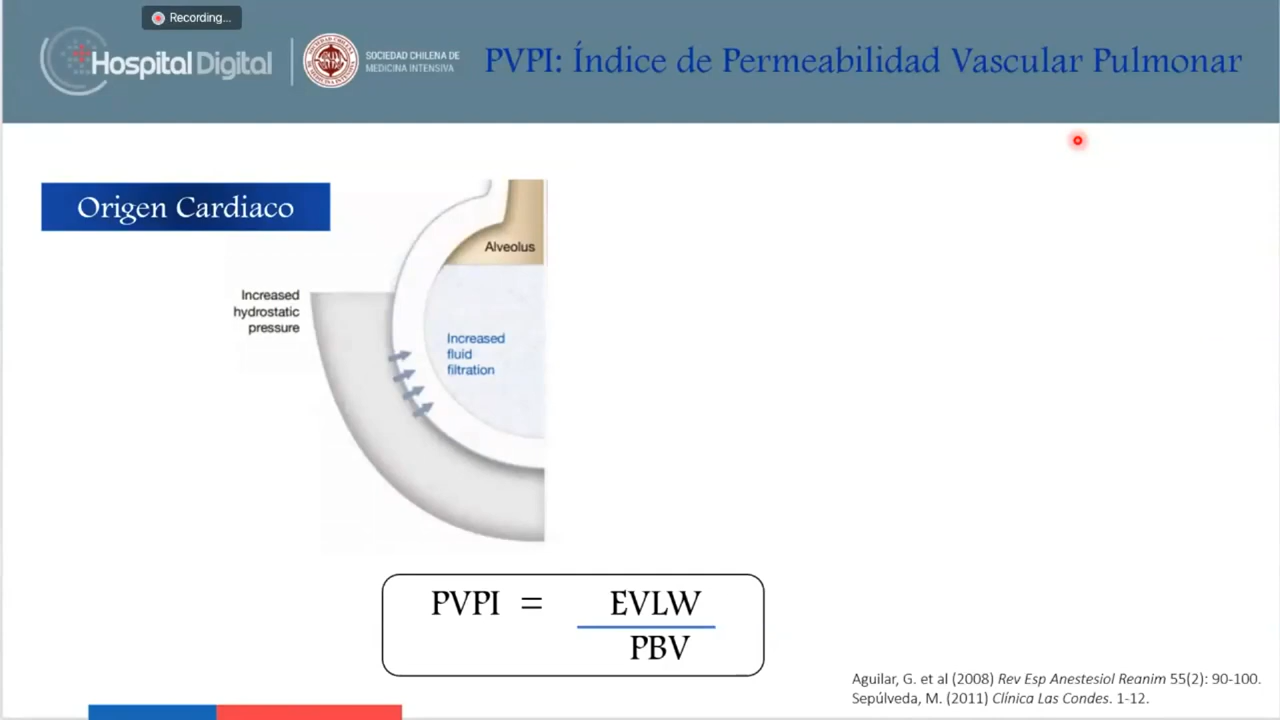 Recording...
Hospital Digital
SOCIEDAD CHILENA DE
MEDICINA INTENSIVA
PVPI: Índice de Permeabilidad Vascular Pulmonar
Origen Cardiaco
Alveolus
Increased
hydrostatic
pressure
Increased
fluid
filtration
PVPI = EVLW
PBV
Aguilar, G. et al (2008) Rev Esp Anestesiol Reanim 55(2): 90-100.
Sepúlveda, M. (2011) Clínica Las Condes. 1-12.